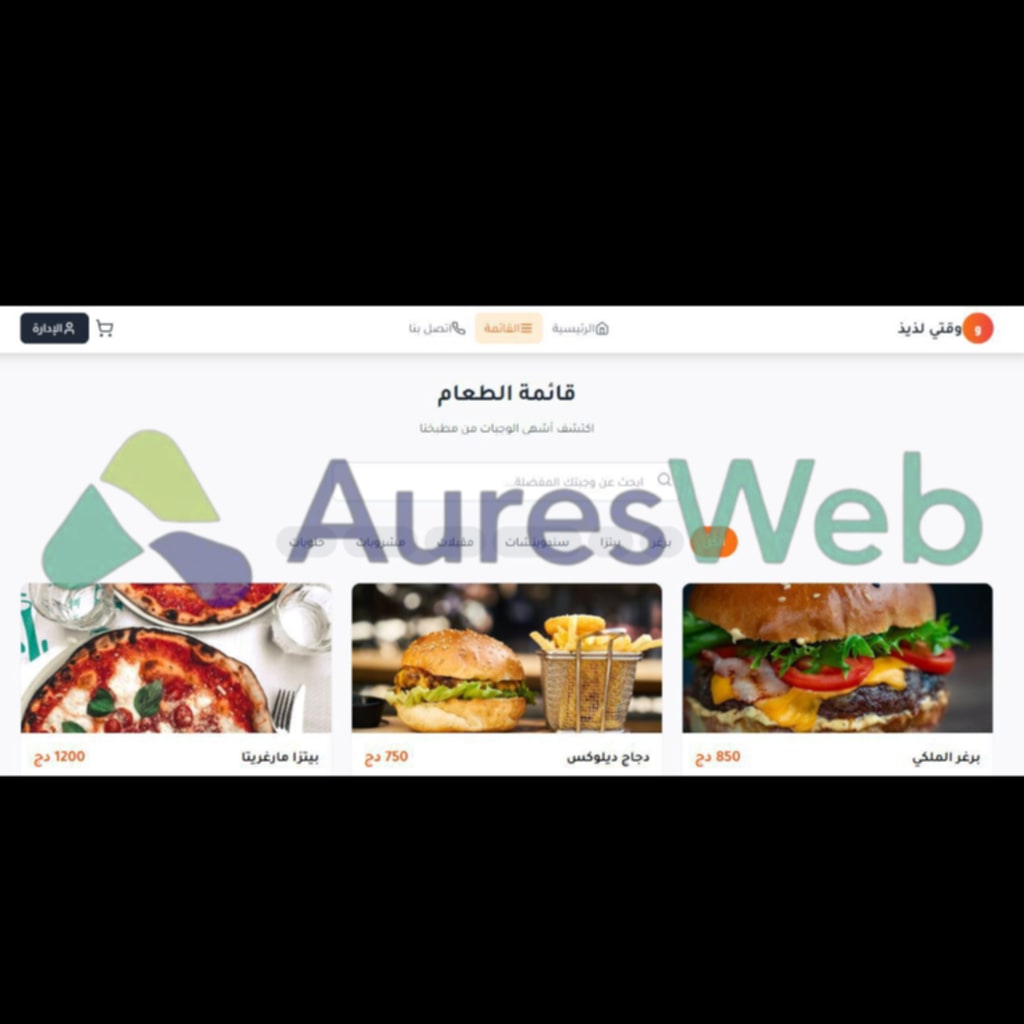 و وقتي لذيذ
الرئيسية
القائمة
اتصل بنا
الإدارة
قائمة الطعام
اكتشف أشهى الوجبات من مطبخنا
ابحث عن وجبتك المفضلة...
AuresWeb
برغر
بيتزا
سندويتشات
مقبلات
مشروبات
حلويات
برغر الملكي
850 دج
دجاج ديلوكس
750 دج
بيتزا مارغريتا
1200 دج